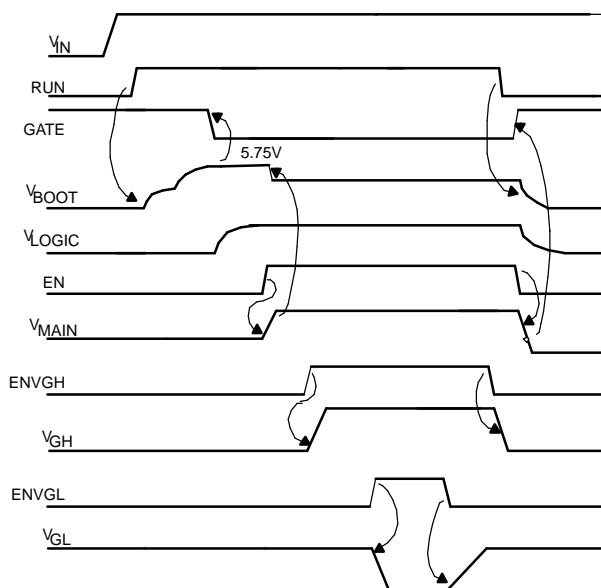 VIN
RUN
GATE
5.75V
VBOOT
VLOGIC
EN
VMAIN
ENVGH
VGH
ENVGL
VGL